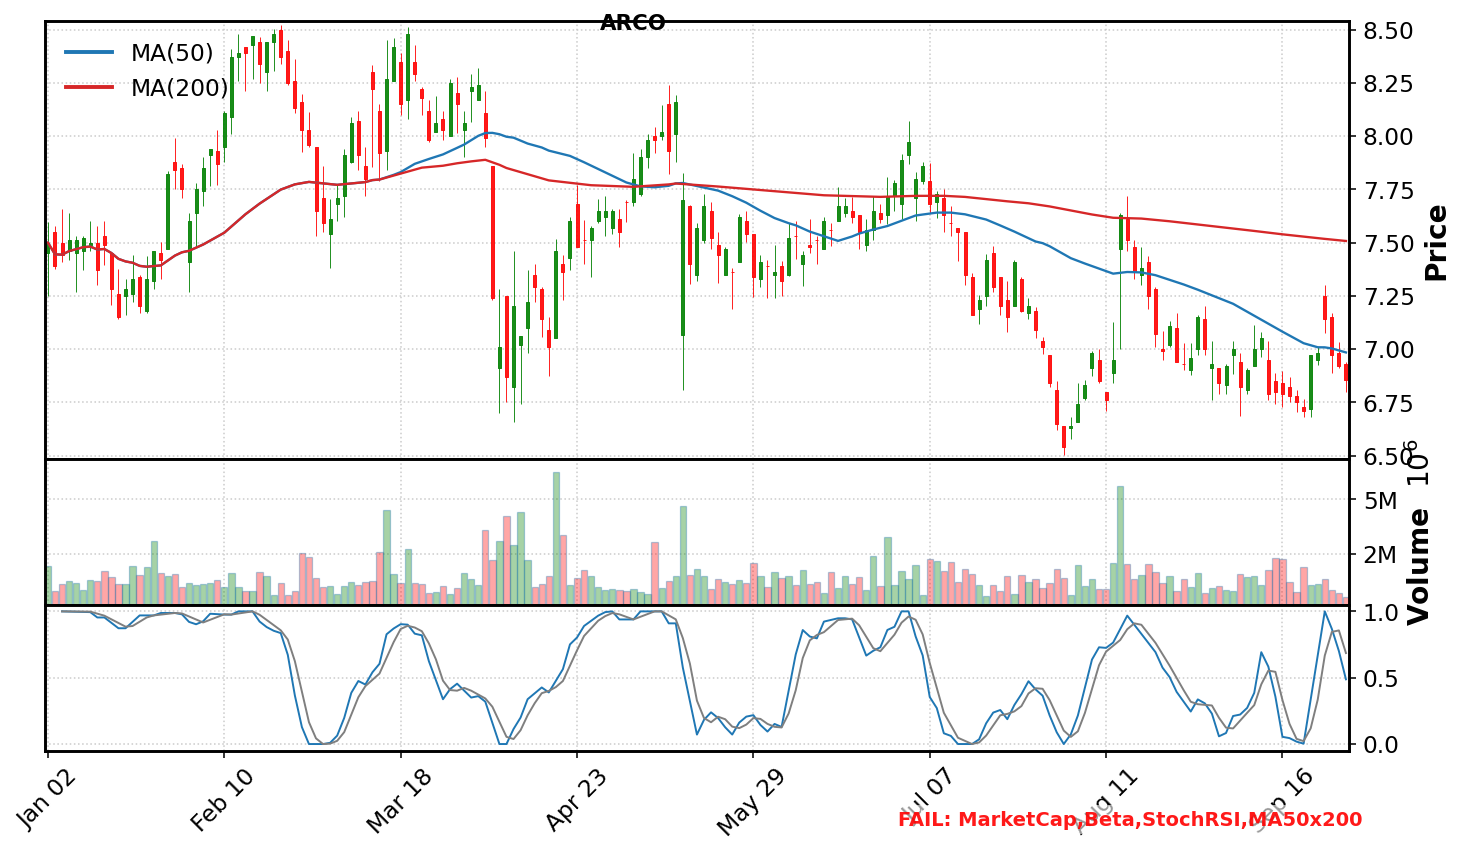 ARCO
MA(50)
MA(200)
8.50
8.25
8.00
7.75
7.50
7.25
7.00
6.75
6.50
Price
10^6
5M
2M
Volume
1.0
0.5
0.0
Jan 02
Feb 10
Mar 18
Apr 23
May 29
Jul 07
Aug 11
Sep 16
FAIL: MarketCap,Beta,StochRSI,MA50x200